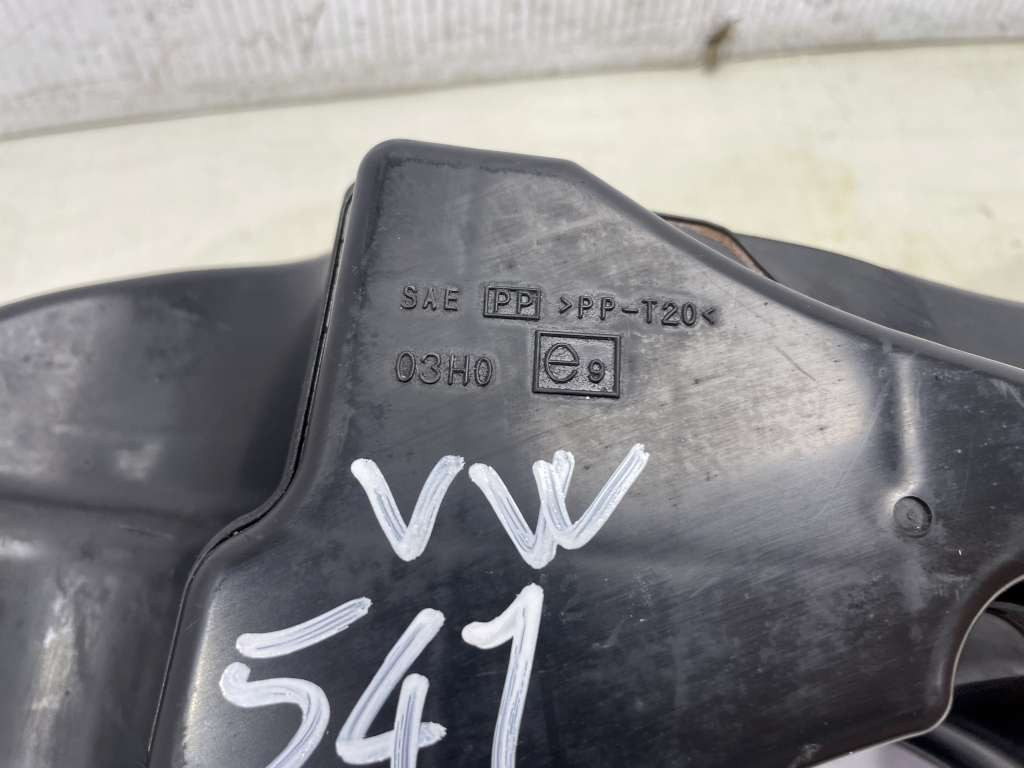 SAE PP >PP-T20<
03H0 e9
VW
541